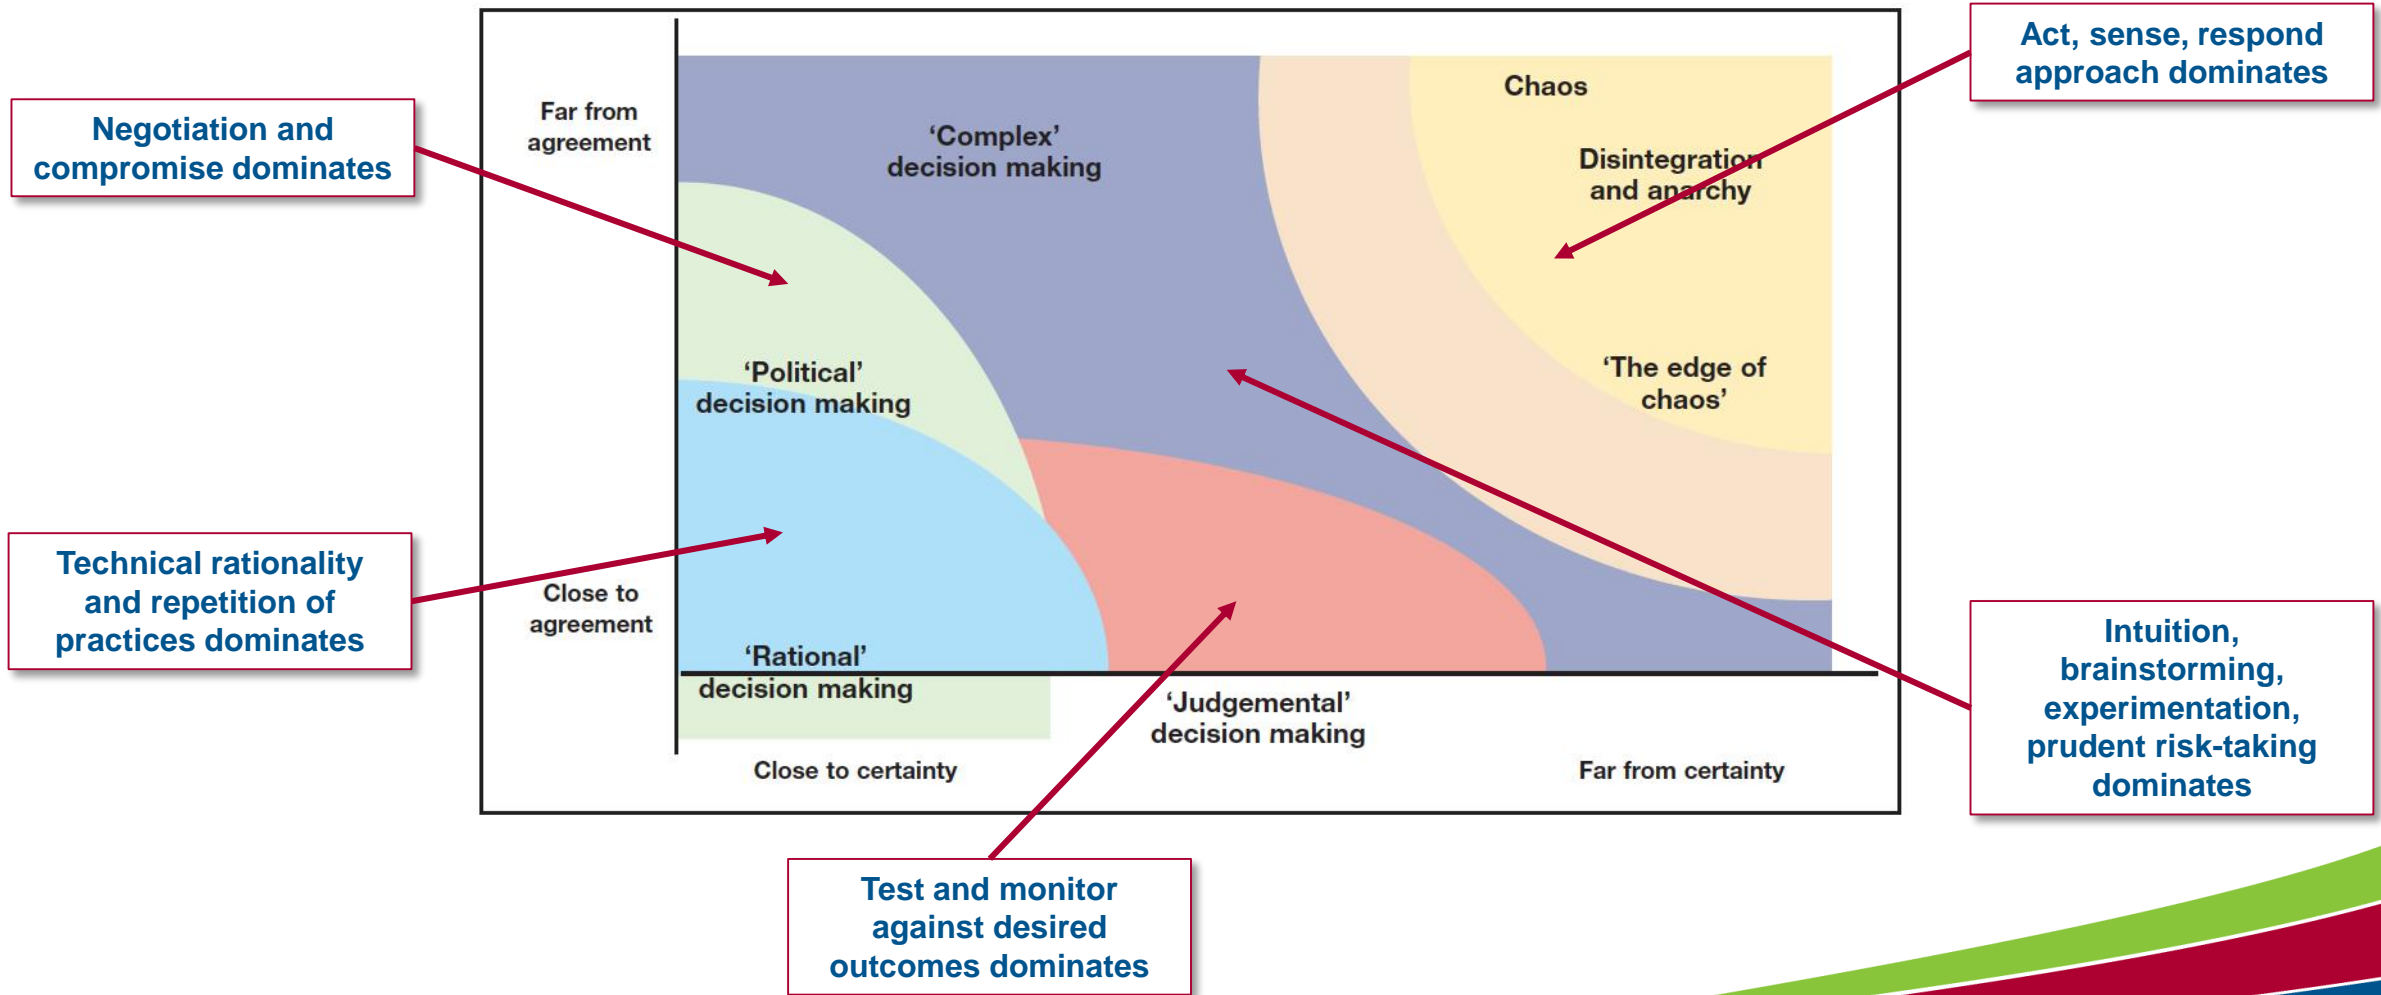 Act, sense, respond
approach dominates
Negotiation and
compromise dominates
Far from
agreement
‘Complex’
decision making
Chaos
Disintegration
and anarchy
‘Political’
decision making
‘The edge of
chaos’
Technical rationality
and repetition of
practices dominates
Close to
agreement
‘Rational’
decision making
‘Judgemental’
decision making
Close to certainty
Far from certainty
Intuition,
brainstorming,
experimentation,
prudent risk-taking
dominates
Test and monitor
against desired
outcomes dominates